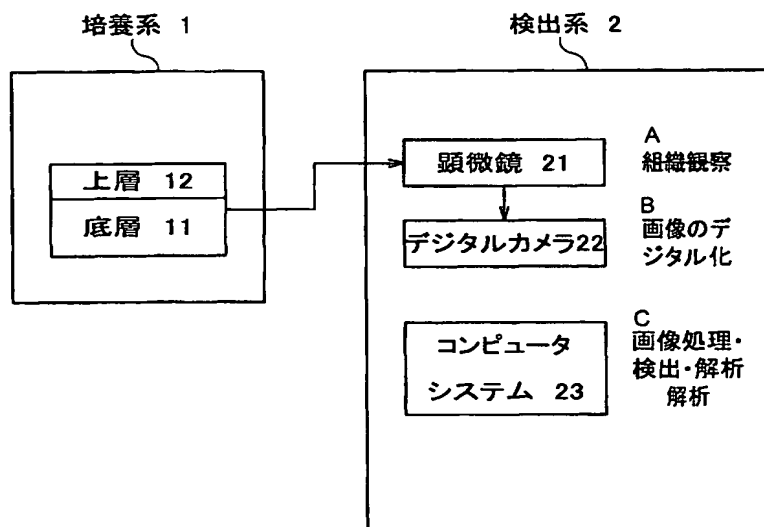 培養系 1
検出系 2
上層 12
底層 11
顕微鏡 21
A
組織観察
デジタルカメラ22
B
画像のデ
ジタル化
コンピュータ
システム 23
C
画像処理・
検出・解析
解析